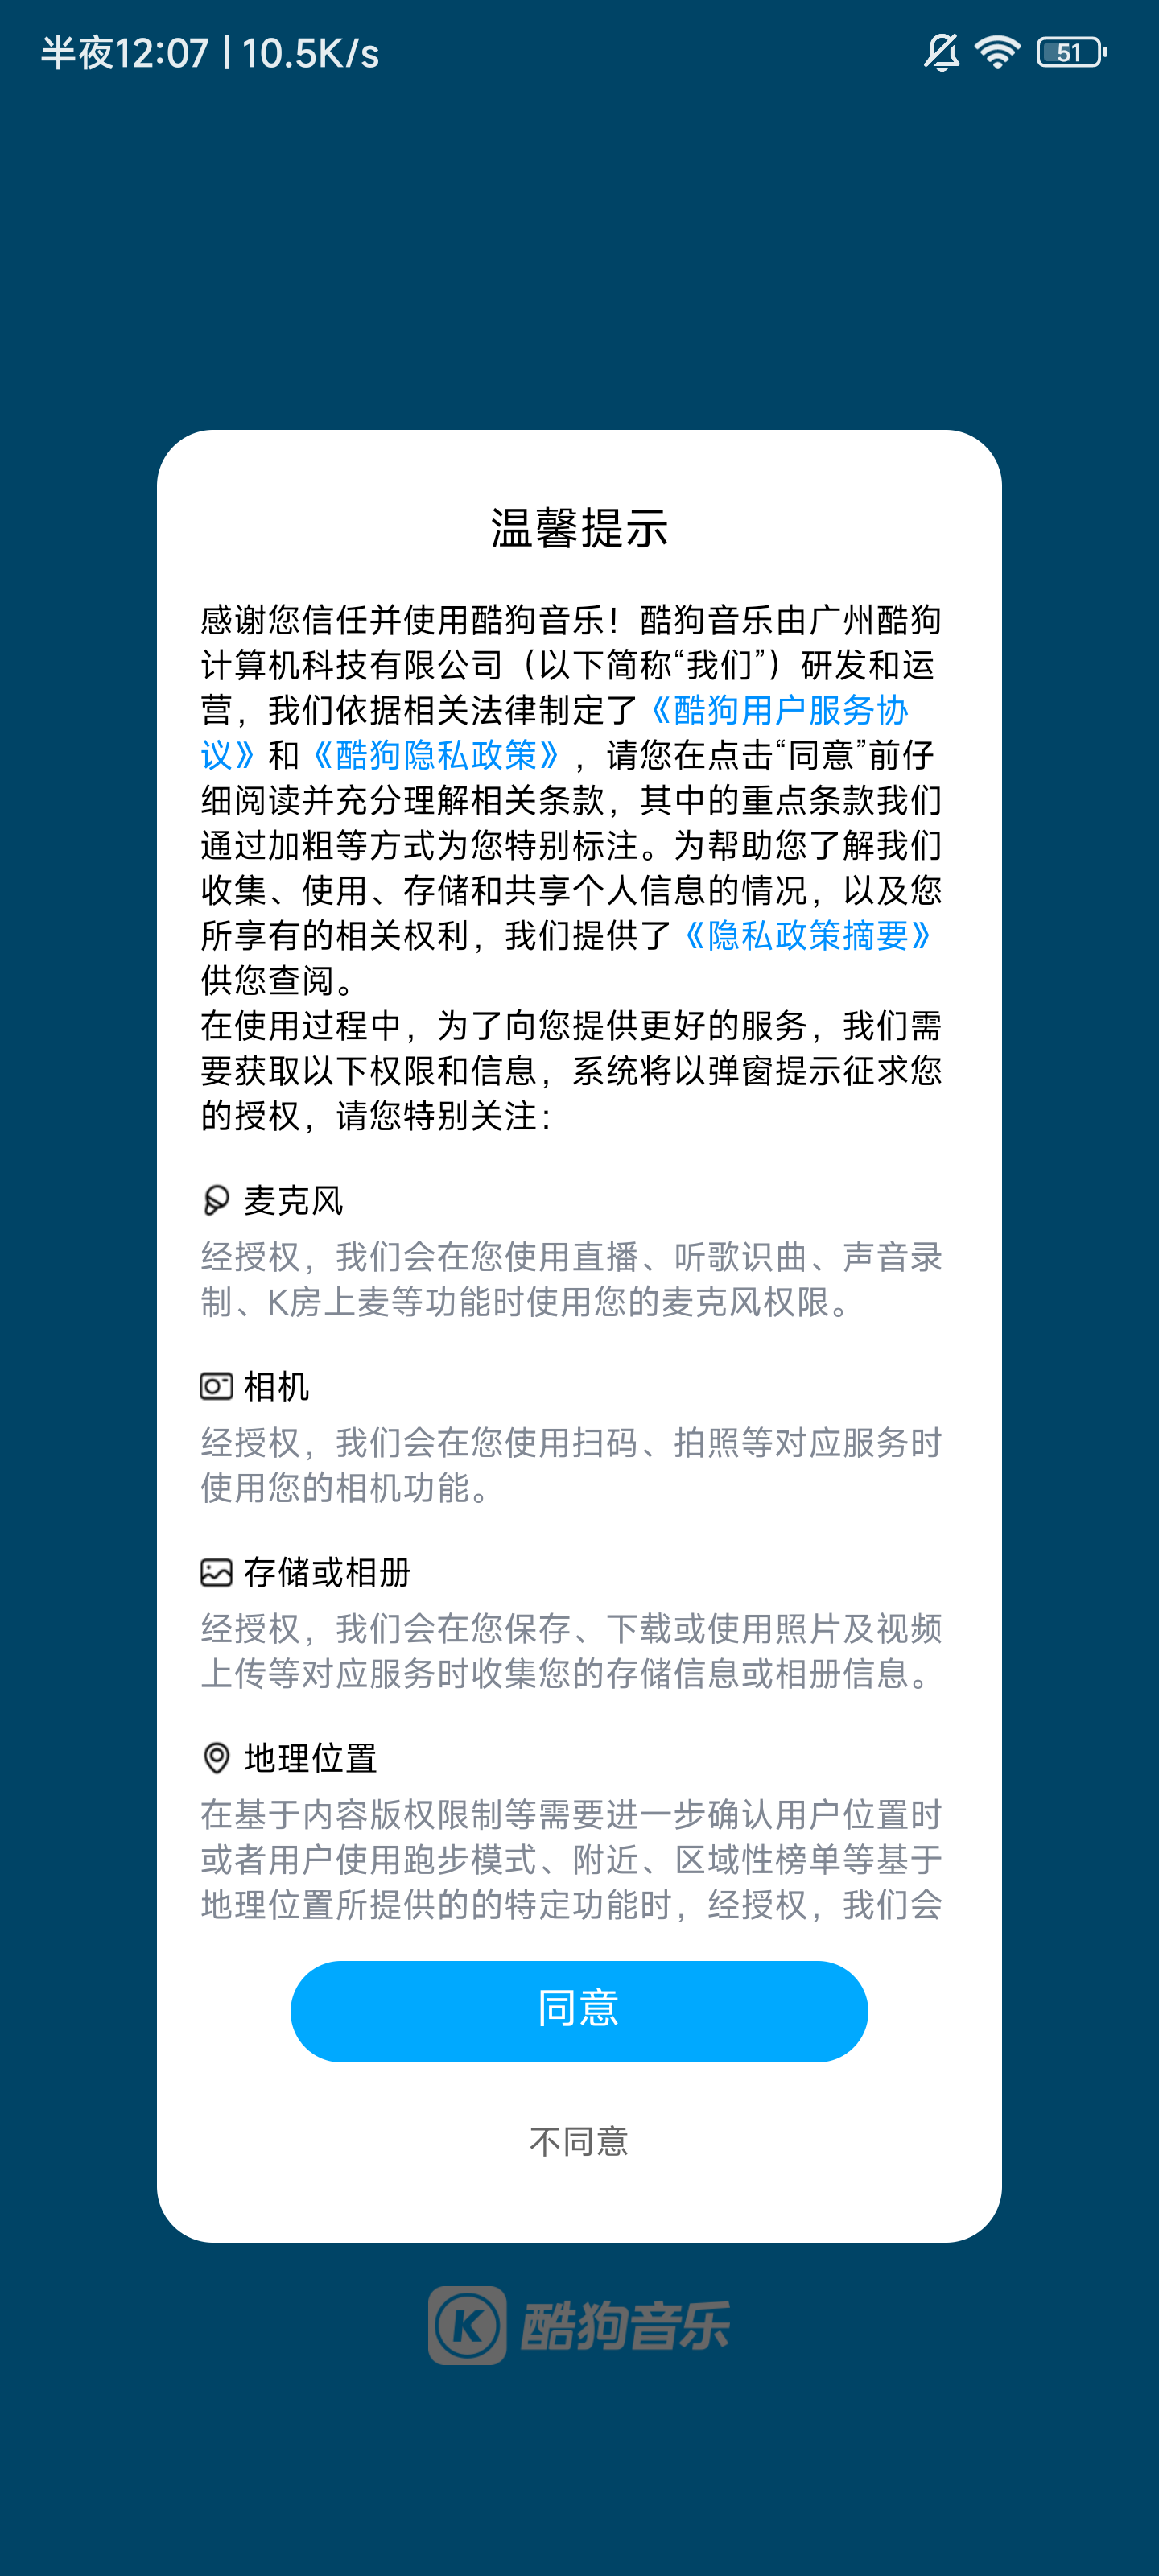 半夜12:07 | 10.5K/s
51
温馨提示
感谢您信任并使用酷狗音乐！酷狗音乐由广州酷狗
计算机科技有限公司（以下简称“我们”）研发和运
营，我们依据相关法律制定了《酷狗用户服务协
议》和《酷狗隐私政策》，请您在点击“同意”前仔
细阅读并充分理解相关条款，其中的重点条款我们
通过加粗等方式为您特别标注。为帮助您了解我们
收集、使用、存储和共享个人信息的情况，以及您
所享有的相关权利，我们提供了《隐私政策摘要》
供您查阅。
在使用过程中，为了向您提供更好的服务，我们需
要获取以下权限和信息，系统将以弹窗提示征求您
的授权，请您特别关注：
麦克风
经授权，我们会在您使用直播、听歌识曲、声音录
制、K房上麦等功能时使用您的麦克风权限。
相机
经授权，我们会在您使用扫码、拍照等对应服务时
使用您的相机功能。
存储或相册
经授权，我们会在您保存、下载或使用照片及视频
上传等对应服务时收集您的存储信息或相册信息。
地理位置
在基于内容版权限制等需要进一步确认用户位置时
或者用户使用跑步模式、附近、区域性榜单等基于
地理位置所提供的的特定功能时，经授权，我们会
同意
不同意
K 酷狗音乐